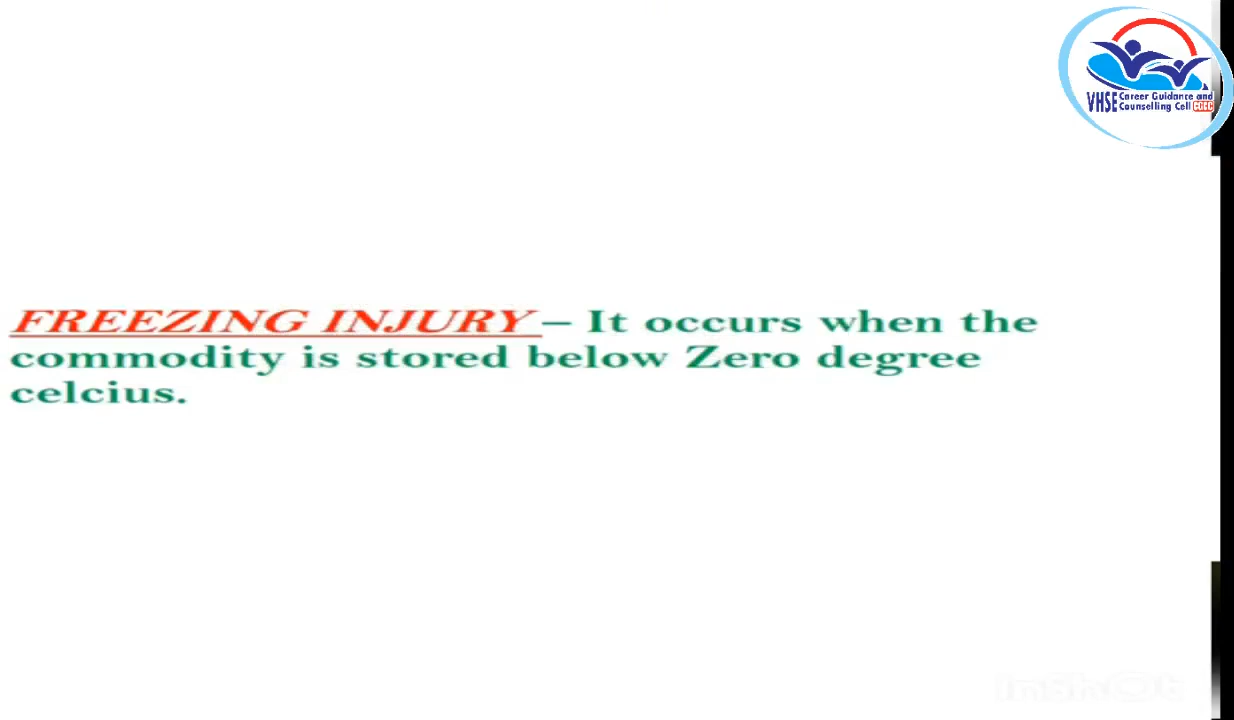 VHSE Career Guidance and
Counselling Cell CGCC
FREEZING INJURY – It occurs when the
commodity is stored below Zero degree
celcius.